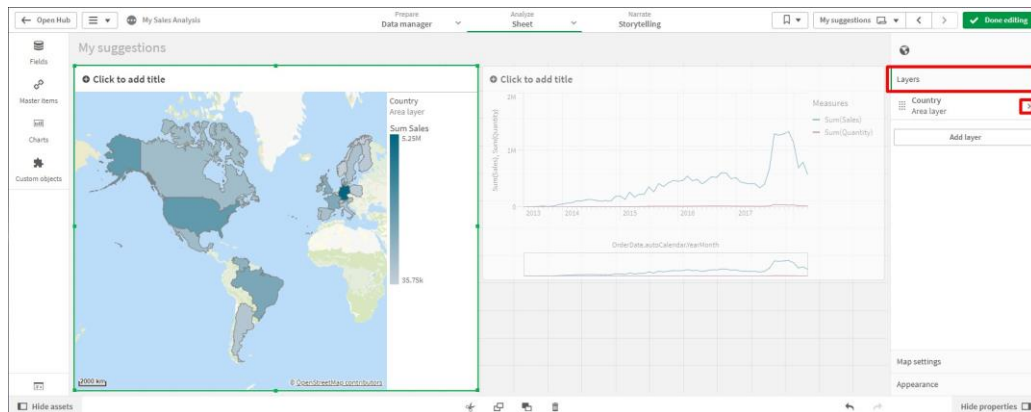 Open Hub
My Sales Analysis
Prepare
Data manager
Analyze
Sheet
Narrate
Storytelling
My suggestions
Done editing
Fields
Master items
Charts
Custom objects
My suggestions
Click to add title
Country
Area layer
Sum Sales
5.25M
35.75k
2000 km
© OpenStreetMap contributors
Click to add title
Sum(Sales), Sum(Quantity)
2M
1M
0
2013
2014
2015
2016
2017
Measures
Sum(Sales)
Sum(Quantity)
OrderDate.autoCalendar.YearMonth
Layers
Country
Area layer
Add layer
Map settings
Appearance
Hide assets
Hide properties